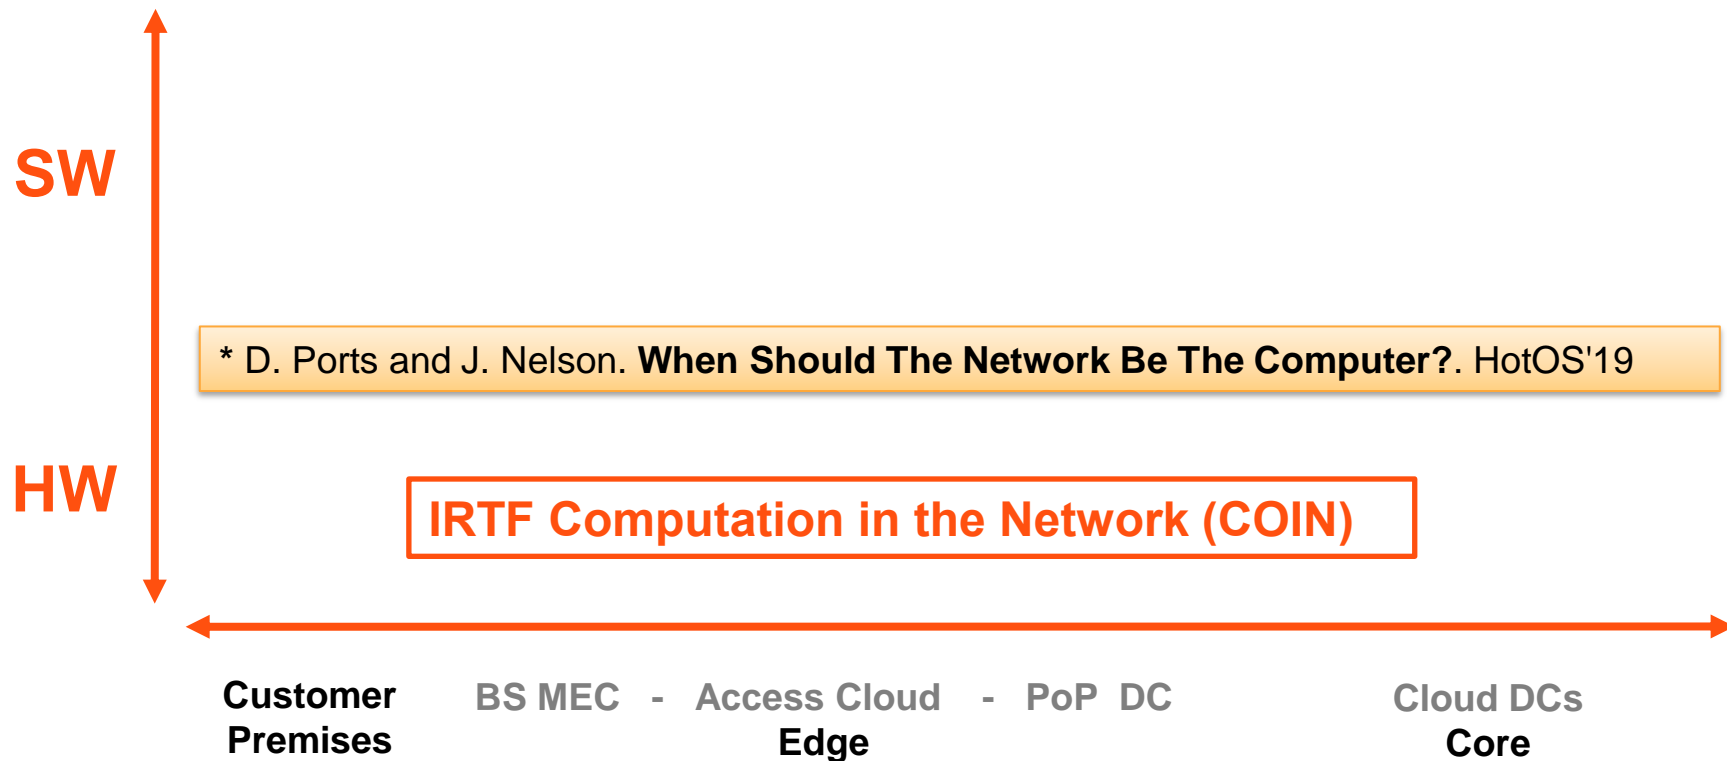 SW
* D. Ports and J. Nelson. When Should The Network Be The Computer?. HotOS'19
HW
IRTF Computation in the Network (COIN)
Customer Premises
BS MEC - Access Cloud - PoP DC
Edge
Cloud DCs
Core